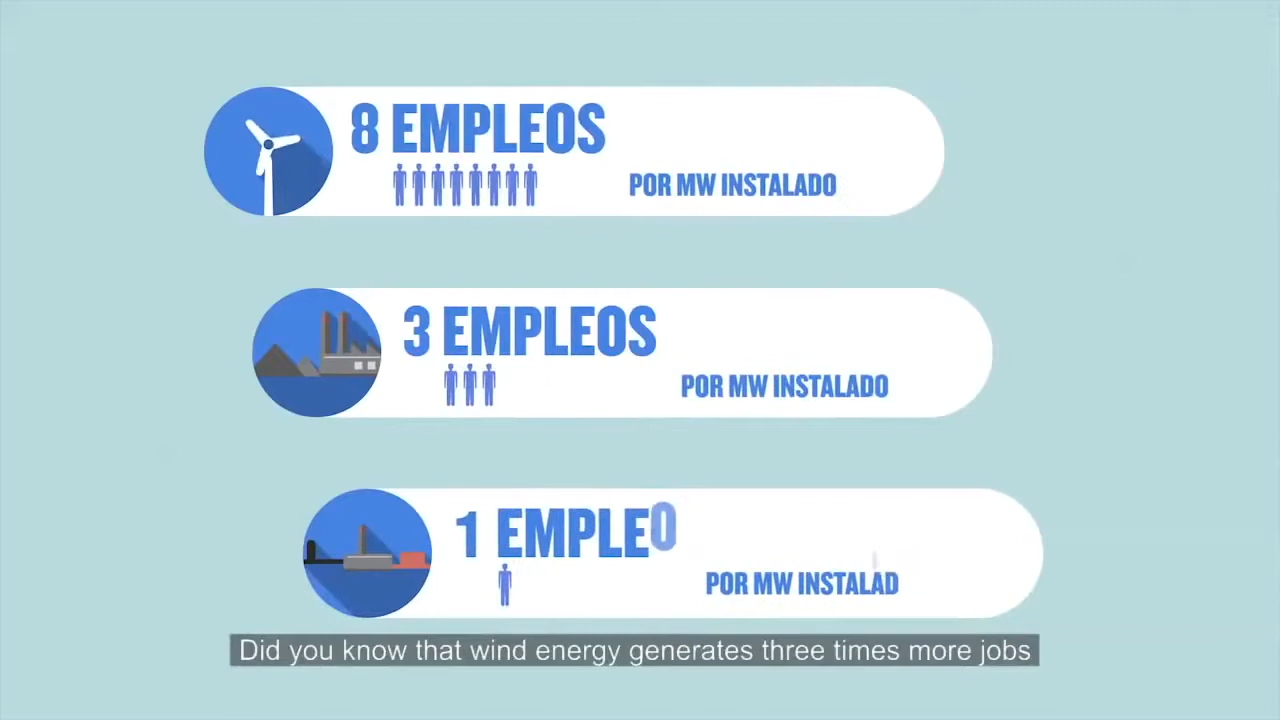 8 EMPLEOS
POR MW INSTALADO
3 EMPLEOS
POR MW INSTALADO
1 EMPLEO
POR MW INSTALAD
Did you know that wind energy generates three times more jobs